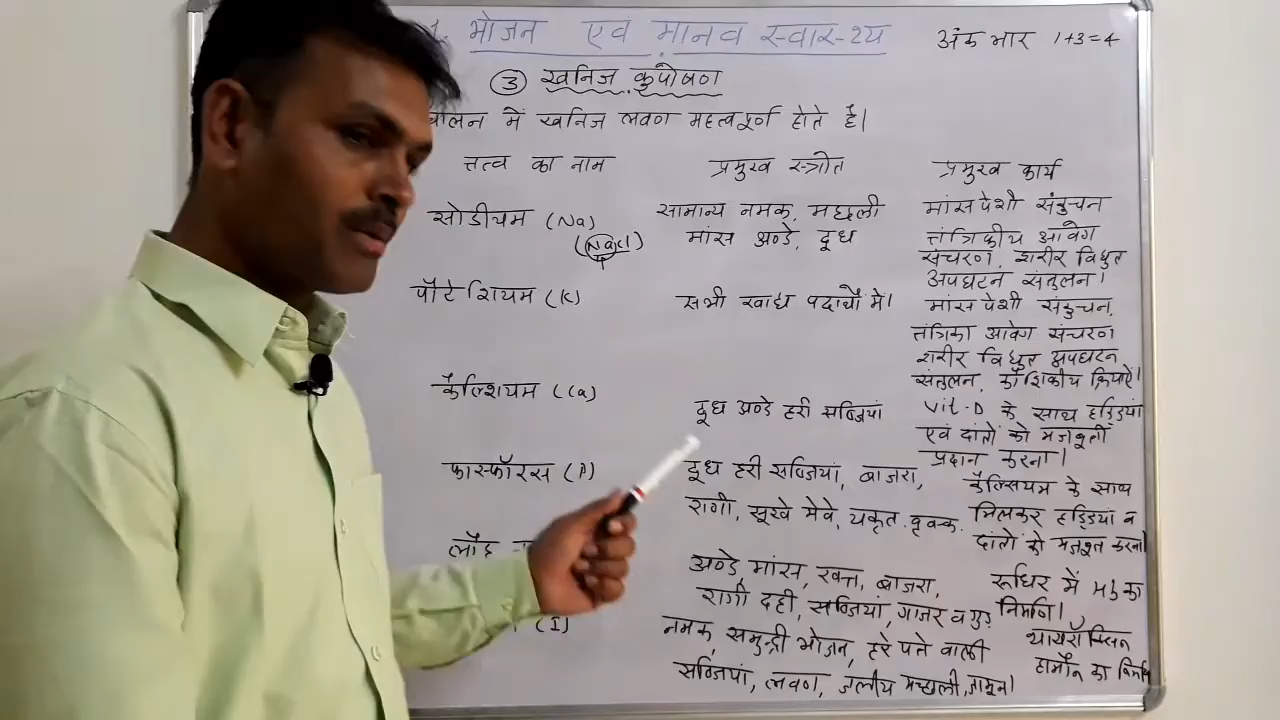 1. भोजन एवं मानव स्वास्थ्य अंक भार 1+3=4
③ खनिज कुपोषण
में खनिज लवण महत्वपूर्ण होते है।
तत्व का नाम प्रमुख स्त्रोत प्रमुख कार्य
सोडीयम (Na) सामान्य नमक, मछली मांसपेशी संकुचन
(NaCl) मांस अण्डे, दूध तंत्रिकीय आवेग
संचरण, शरीर विधुत
अपघटन संतुलन।
पोटेशियम (K) सभी खाद्य पदार्थों में। मांसपेशी संकुचन,
तंत्रिका आवेग संचरण
शरीर विधुत अपघटन
संतुलन, कोशिकीय क्रियाऐं।
कैल्शियम (Ca) दूध अण्डे हरी सब्जियां Vit-D के साथ हड्डियां
एवं दांतो को मजबूती
प्रदान करना।
फास्फॉरस (P) दूध हरी सब्जियां, बाजरा, कैल्सियम के साथ
रागी, सूखे मेवे, यकृत वृक्क. मिलकर हड्डियां व
दांतो को मजबूत करना
लौह अण्डे मांस, रक्त, बाजरा, रूधिर में Hb का
रागी दही, सब्जियां, गाजर व गुड़ निर्माण।
(I) नमक, समुन्द्री भोजन, हरे पते वाली थायरॉक्सिन
सब्जियां, लवण, जलीय मच्छली, जामुन। हार्मोन का